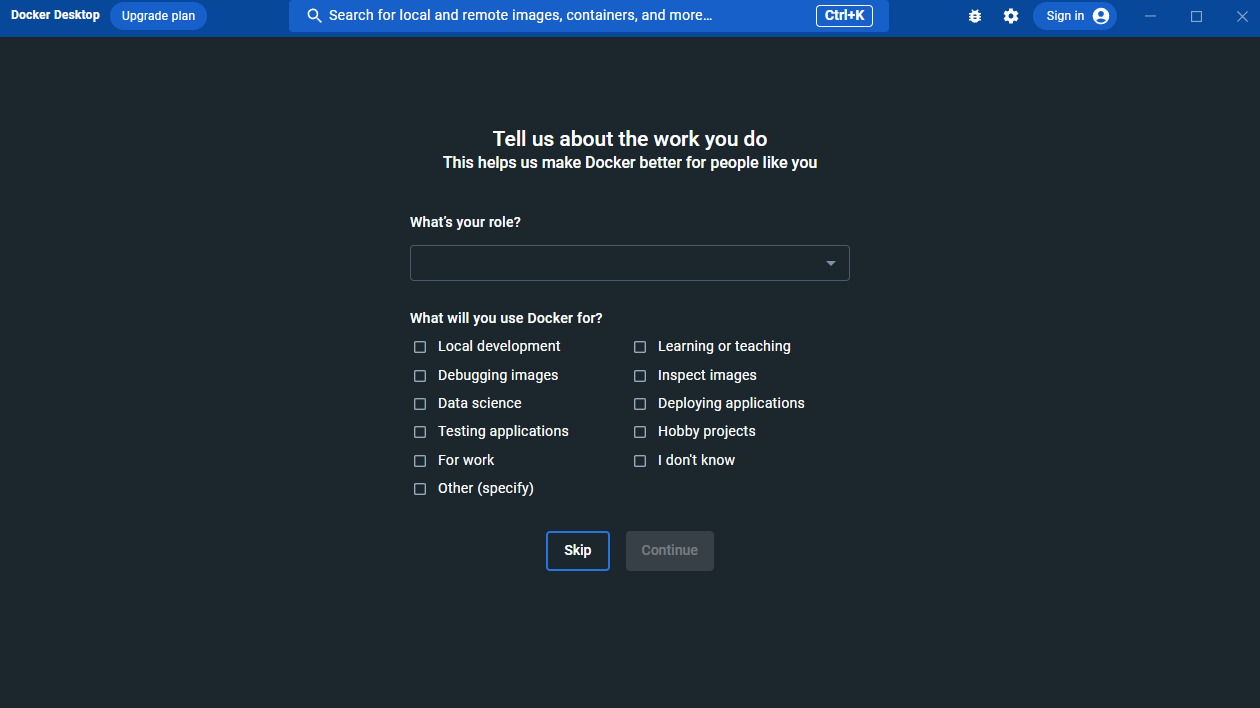 Docker Desktop Upgrade plan Search for local and remote images, containers, and more... Ctrl+K Sign in
Tell us about the work you do
This helps us make Docker better for people like you
What's your role?
What will you use Docker for?
Local development Learning or teaching
Debugging images Inspect images
Data science Deploying applications
Testing applications Hobby projects
For work I don't know
Other (specify)
Skip Continue